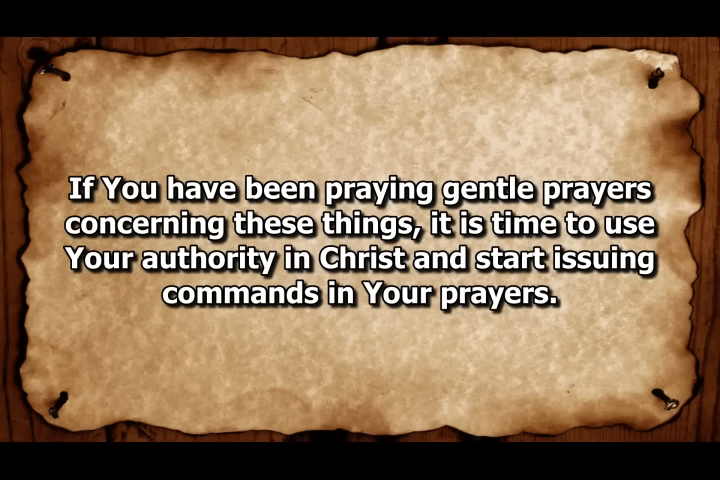 If You have been praying gentle prayers
concerning these things, it is time to use
Your authority in Christ and start issuing
commands in Your prayers.